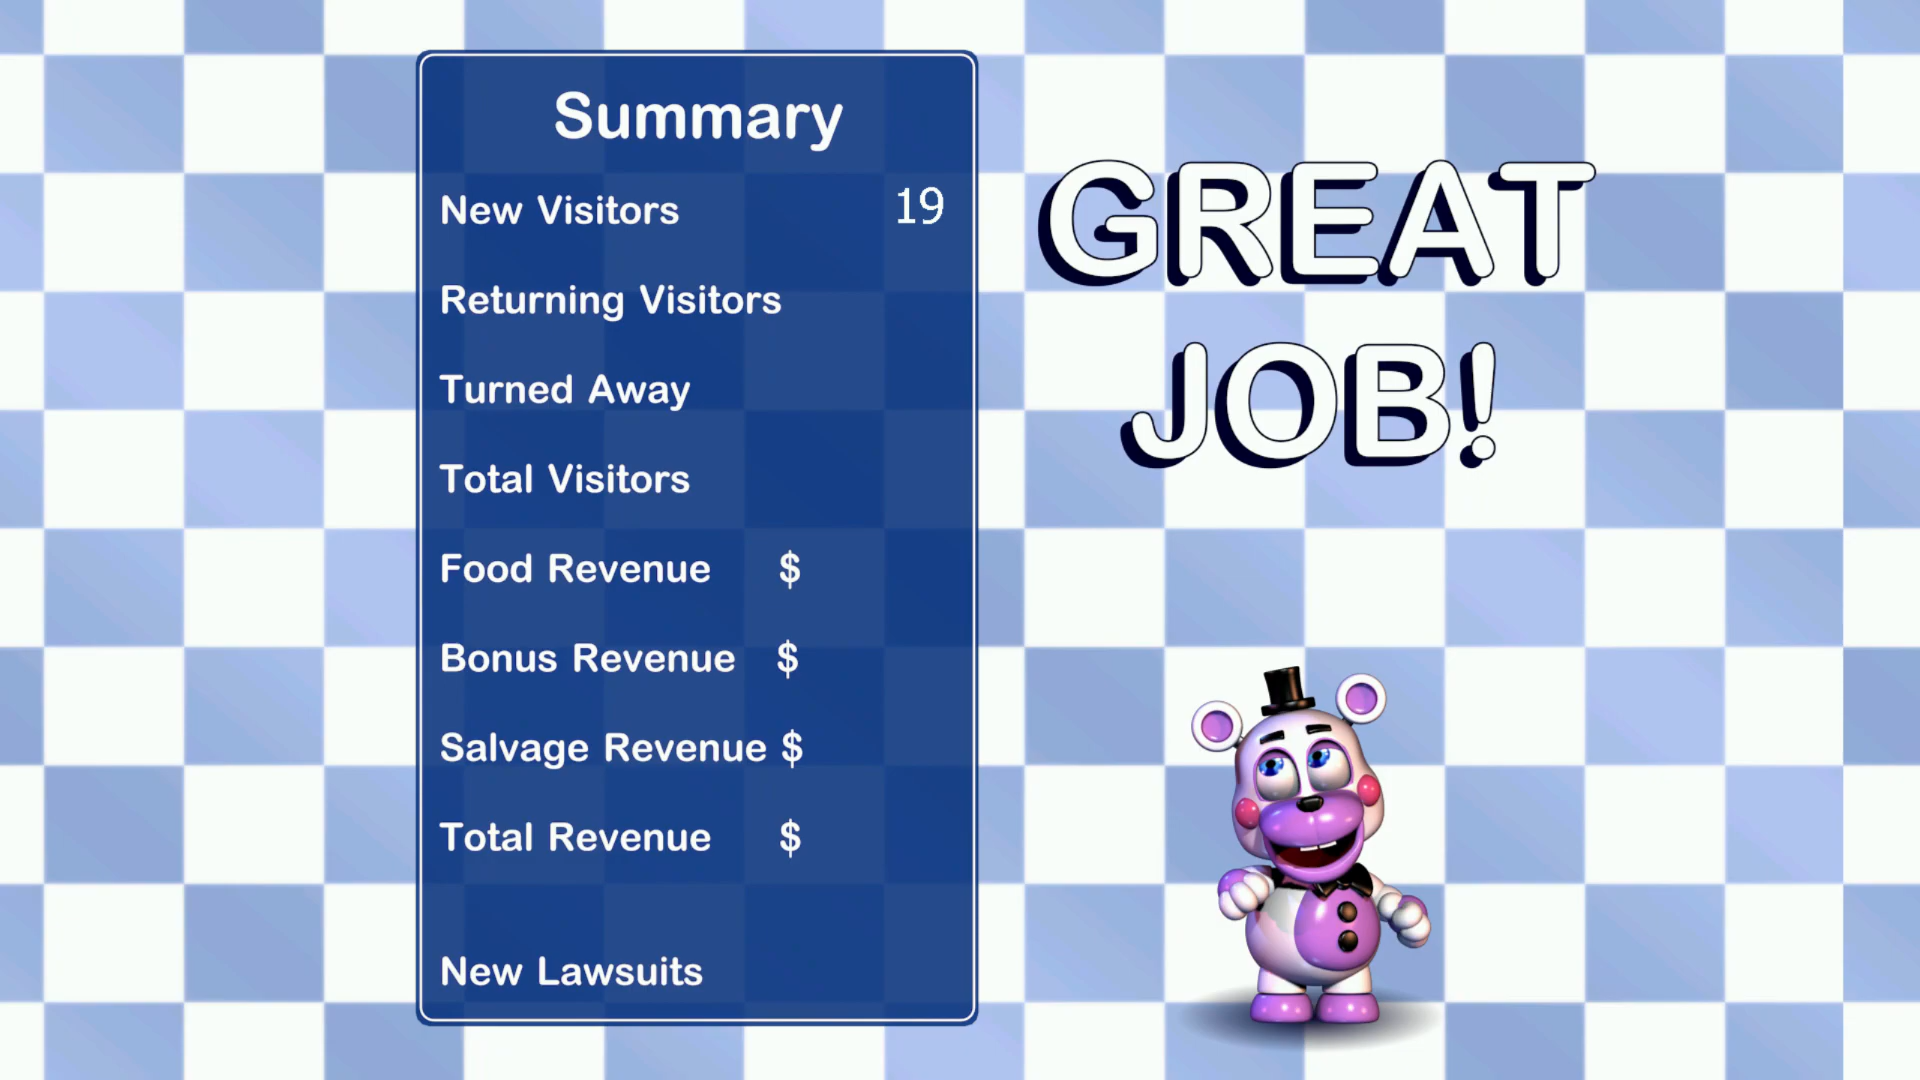 Summary
New Visitors 19
Returning Visitors
Turned Away
Total Visitors
Food Revenue $
Bonus Revenue $
Salvage Revenue $
Total Revenue $
New Lawsuits
GREAT
JOB!